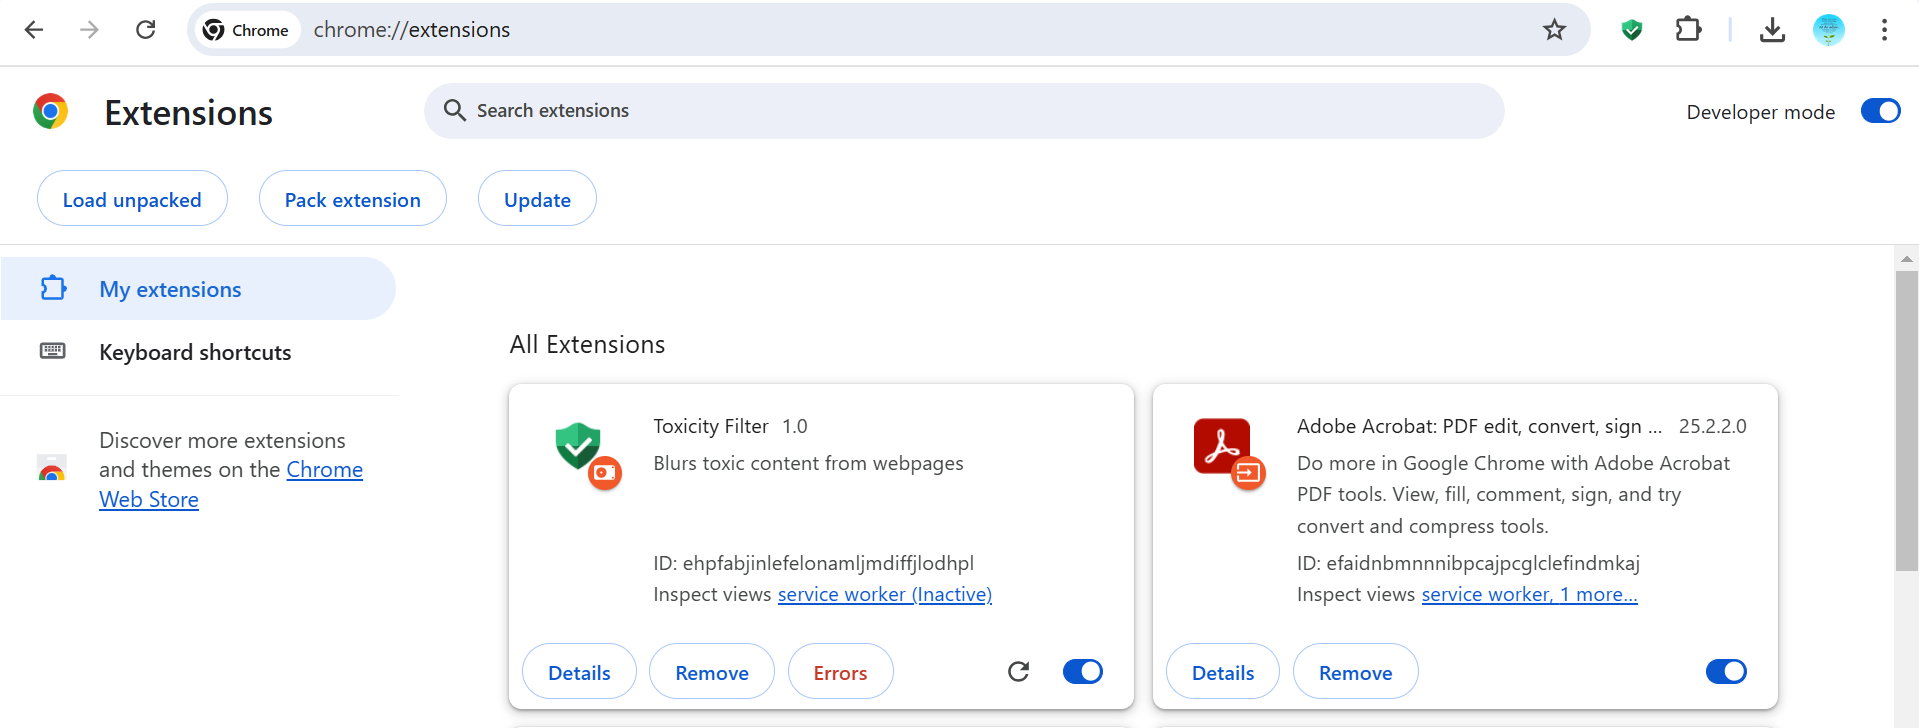 Chrome
chrome://extensions
Extensions
Search extensions
Developer mode
Load unpacked
Pack extension
Update
My extensions
Keyboard shortcuts
Discover more extensions
and themes on the Chrome
Web Store
All Extensions
Toxicity Filter 1.0
Blurs toxic content from webpages
ID: ehpfabjinlefelonamljmdiffjlodhpl
Inspect views service worker (Inactive)
Details
Remove
Errors
Adobe Acrobat: PDF edit, convert, sign ... 25.2.2.0
Do more in Google Chrome with Adobe Acrobat
PDF tools. View, fill, comment, sign, and try
convert and compress tools.
ID: efaidnbmnnnibpcajpcglclefindmkaj
Inspect views service worker, 1 more...
Details
Remove